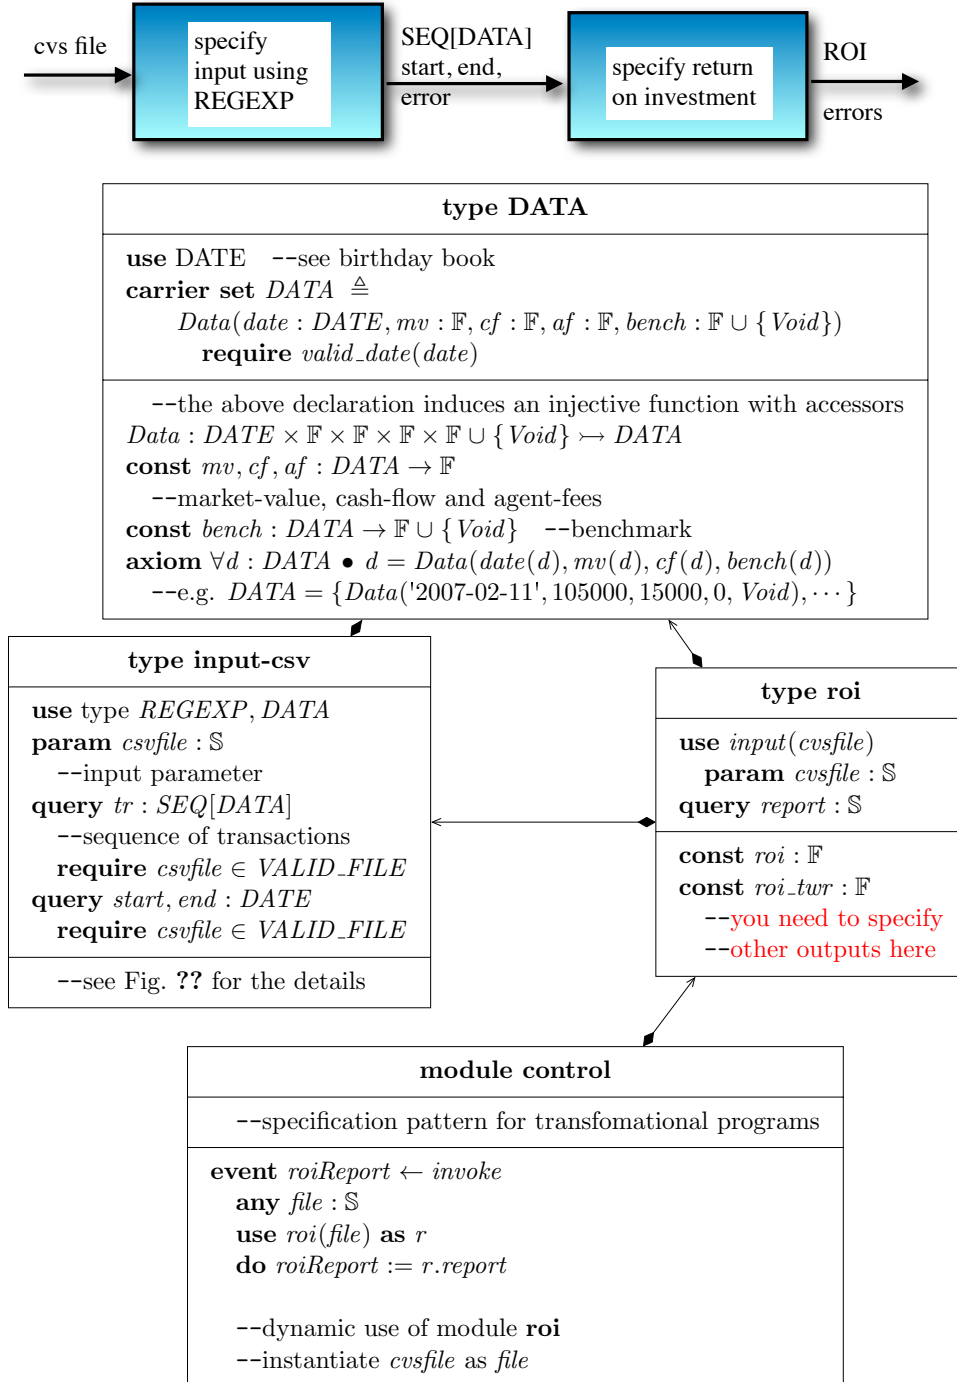 cvs file
specify
input using
REGEXP
SEQ[DATA]
start, end,
error
specify return
on investment
ROI
errors
type DATA
use DATE --see birthday book
carrier set DATA ≜
Data(date : DATE, mv : 𝔽, cf : 𝔽, af : 𝔽, bench : 𝔽 ∪ {Void})
require valid_date(date)
--the above declaration induces an injective function with accessors
Data : DATE × 𝔽 × 𝔽 × 𝔽 × 𝔽 ∪ {Void} ↣ DATA
const mv, cf, af : DATA → 𝔽
--market-value, cash-flow and agent-fees
const bench : DATA → 𝔽 ∪ {Void} --benchmark
axiom ∀d : DATA • d = Data(date(d), mv(d), cf(d), bench(d))
--e.g. DATA = {Data('2007-02-11', 105000, 15000, 0, Void), ⋯}
type input-csv
use type REGEXP, DATA
param csvfile : 𝕊
--input parameter
query tr : SEQ[DATA]
--sequence of transactions
require csvfile ∈ VALID_FILE
query start, end : DATE
require csvfile ∈ VALID_FILE
--see Fig. ?? for the details
type roi
use input(cvsfile)
param cvsfile : 𝕊
query report : 𝕊
const roi : 𝔽
const roi_twr : 𝔽
--you need to specify
--other outputs here
module control
--specification pattern for transfomational programs
event roiReport ← invoke
any file : 𝕊
use roi(file) as r
do roiReport := r.report
--dynamic use of module roi
--instantiate cvsfile as file